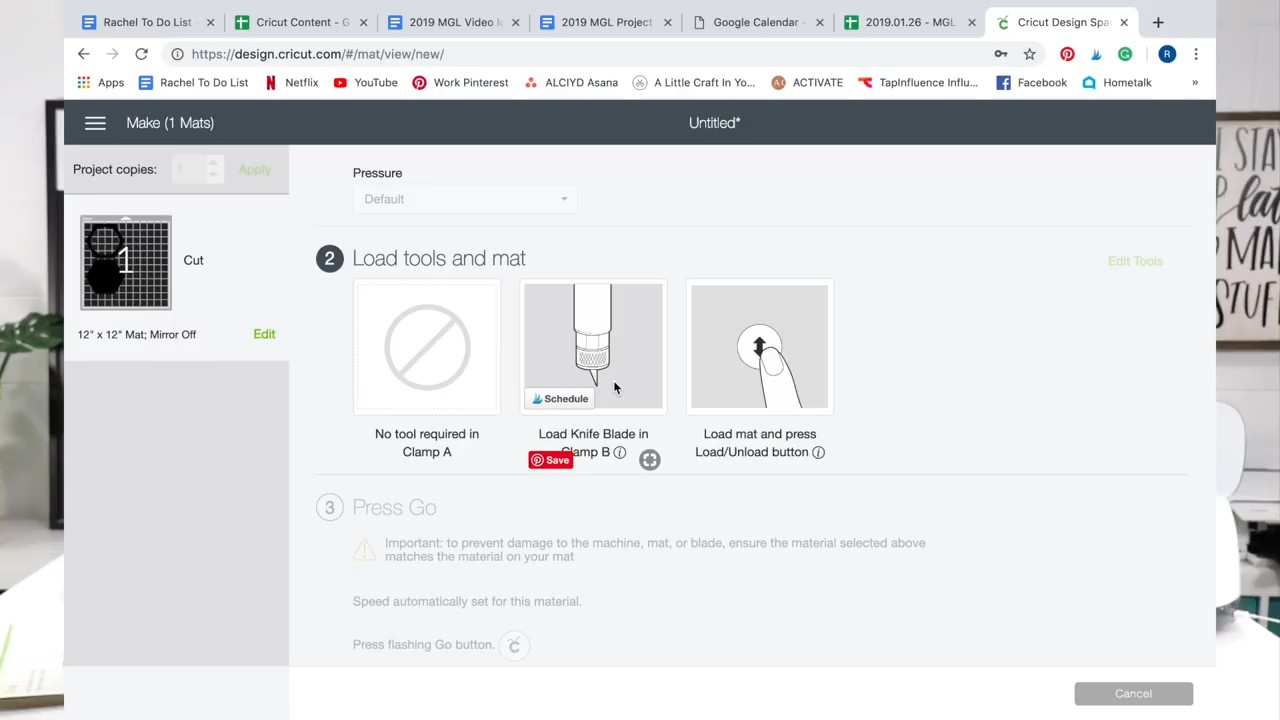 Rachel To Do List -
Cricut Content - G
2019 MGL Video Id
2019 MGL Project
Google Calendar -
2019.01.26 - MGL
Cricut Design Spa
https://design.cricut.com/#/mat/view/new/
R
Apps
Rachel To Do List
Netflix
YouTube
Work Pinterest
ALCIYD Asana
A Little Craft In Yo...
ACTIVATE
TapInfluence Influ...
Facebook
Hometalk
»
Make (1 Mats)
Untitled*
Project copies:
1
Apply
Pressure
Default
2
Load tools and mat
Edit Tools
1
Cut
12" x 12" Mat; Mirror Off
Edit
Schedule
No tool required in
Clamp A
Load Knife Blade in
Clamp B
Save
Load mat and press
Load/Unload button
3
Press Go
Important: to prevent damage to the machine, mat, or blade, ensure the material selected above
matches the material on your mat
Speed automatically set for this material.
Press flashing Go button.
Cancel
STAY
MA
STUFF